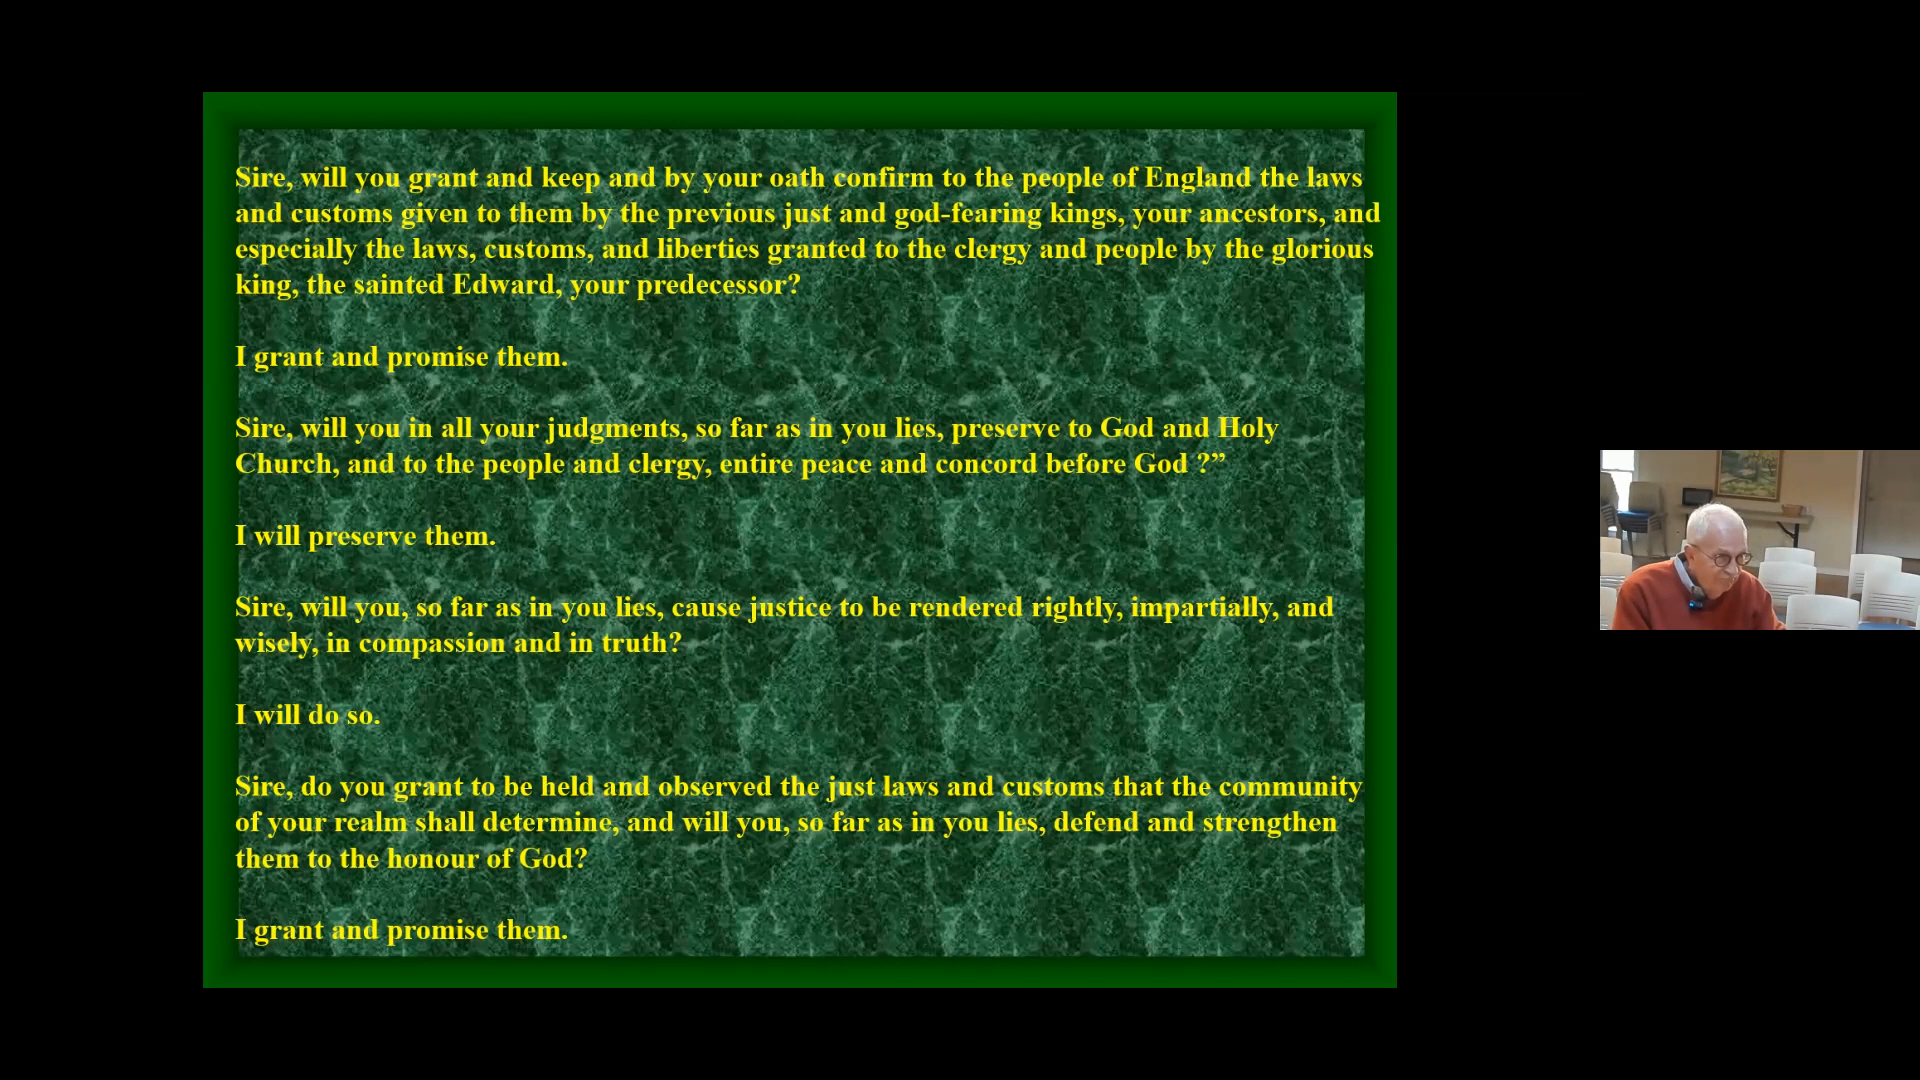 Sire, will you grant and keep and by your oath confirm to the people of England the laws
and customs given to them by the previous just and god-fearing kings, your ancestors, and
especially the laws, customs, and liberties granted to the clergy and people by the glorious
king, the sainted Edward, your predecessor?
I grant and promise them.
Sire, will you in all your judgments, so far as in you lies, preserve to God and Holy
Church, and to the people and clergy, entire peace and concord before God ?”
I will preserve them.
Sire, will you, so far as in you lies, cause justice to be rendered rightly, impartially, and
wisely, in compassion and in truth?
I will do so.
Sire, do you grant to be held and observed the just laws and customs that the community
of your realm shall determine, and will you, so far as in you lies, defend and strengthen
them to the honour of God?
I grant and promise them.